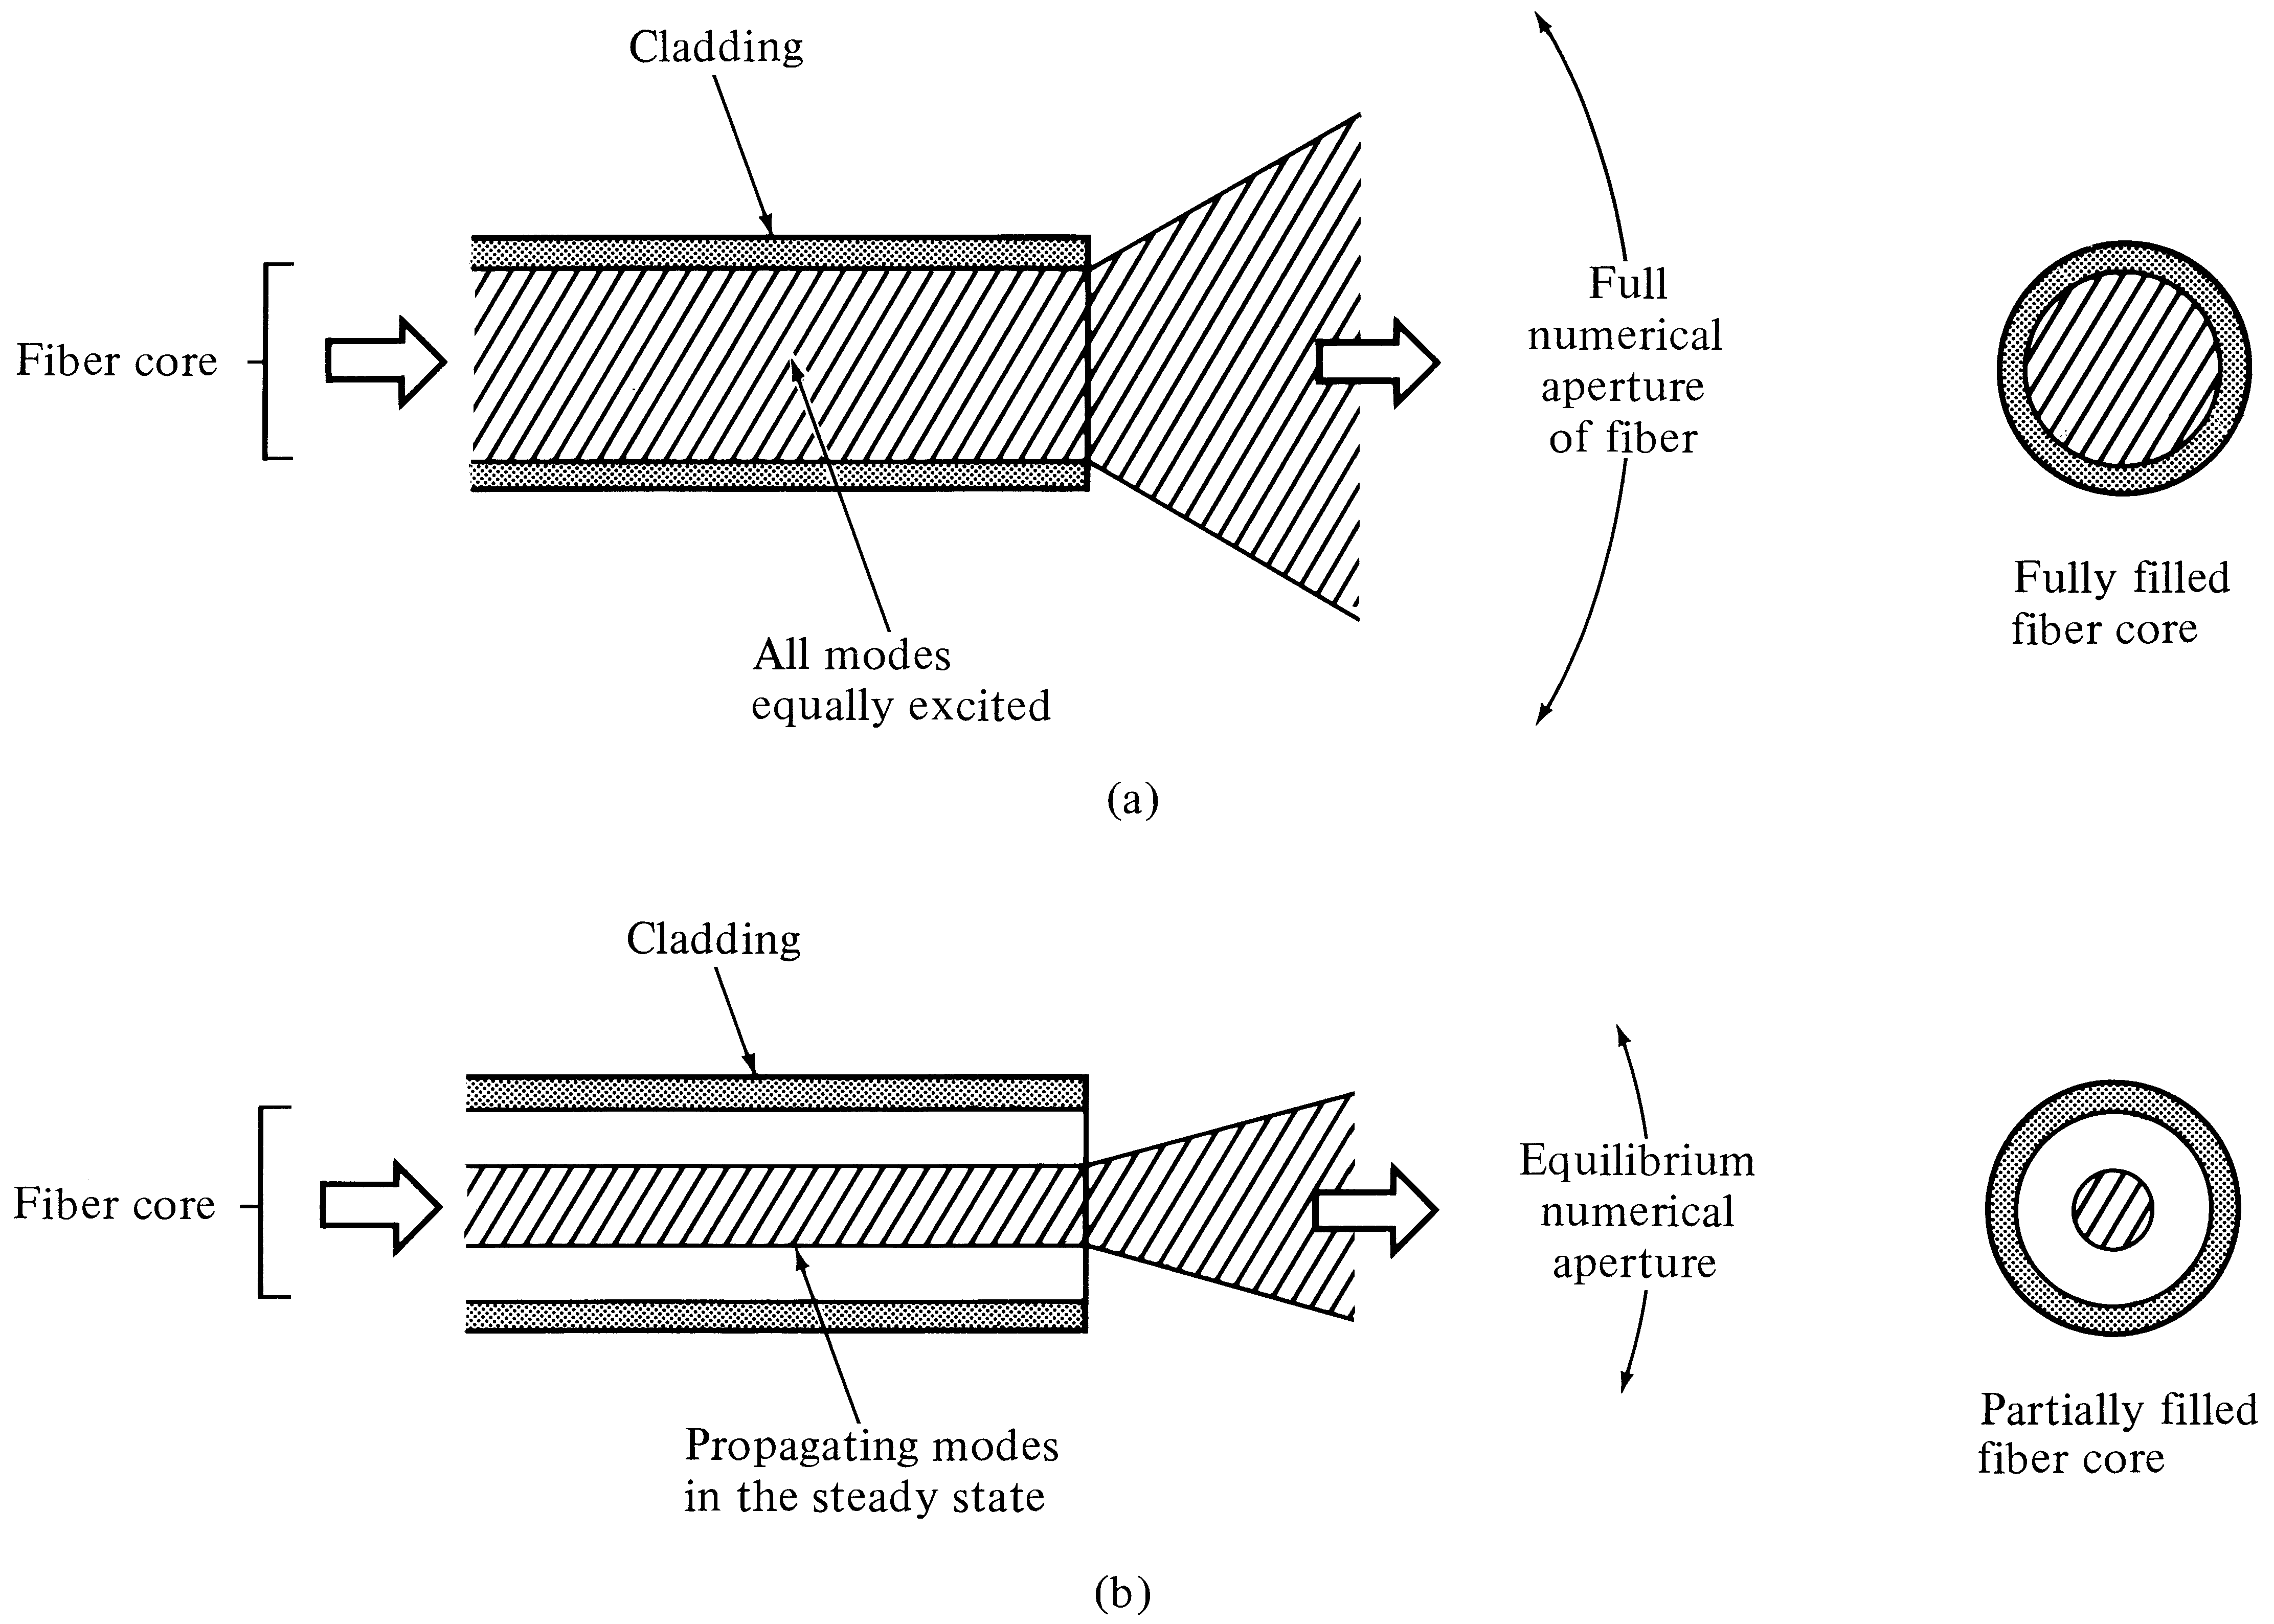 Cladding
Fiber core
Full
numerical
aperture
of fiber
Fully filled
fiber core
All modes
equally excited
(a)
Cladding
Fiber core
Equilibrium
numerical
aperture
Partially filled
fiber core
Propagating modes
in the steady state
(b)